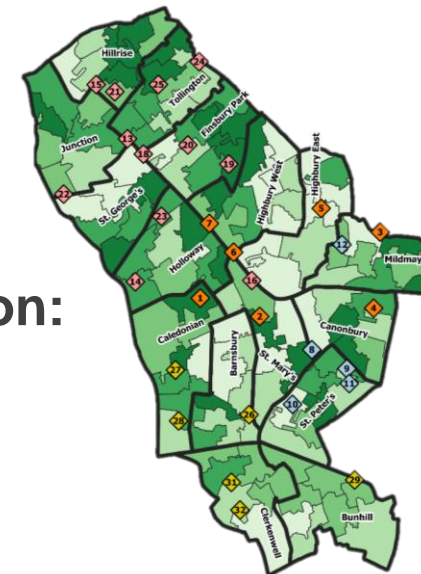 Hillrise
24
15
21
25
Tollington
Finsbury Park
Junction
13
18
20
19
Highbury West
Highbury East
22
St. George's
23
7
5
3
12
Mildmay
6
Holloway
14
16
on:
1
2
4
Caledonian
Canonbury
Barnsbury
St. Mary's
8
27
9
11
10
St. Peter's
28
26
31
29
32
Clerkenwell
Bunhill